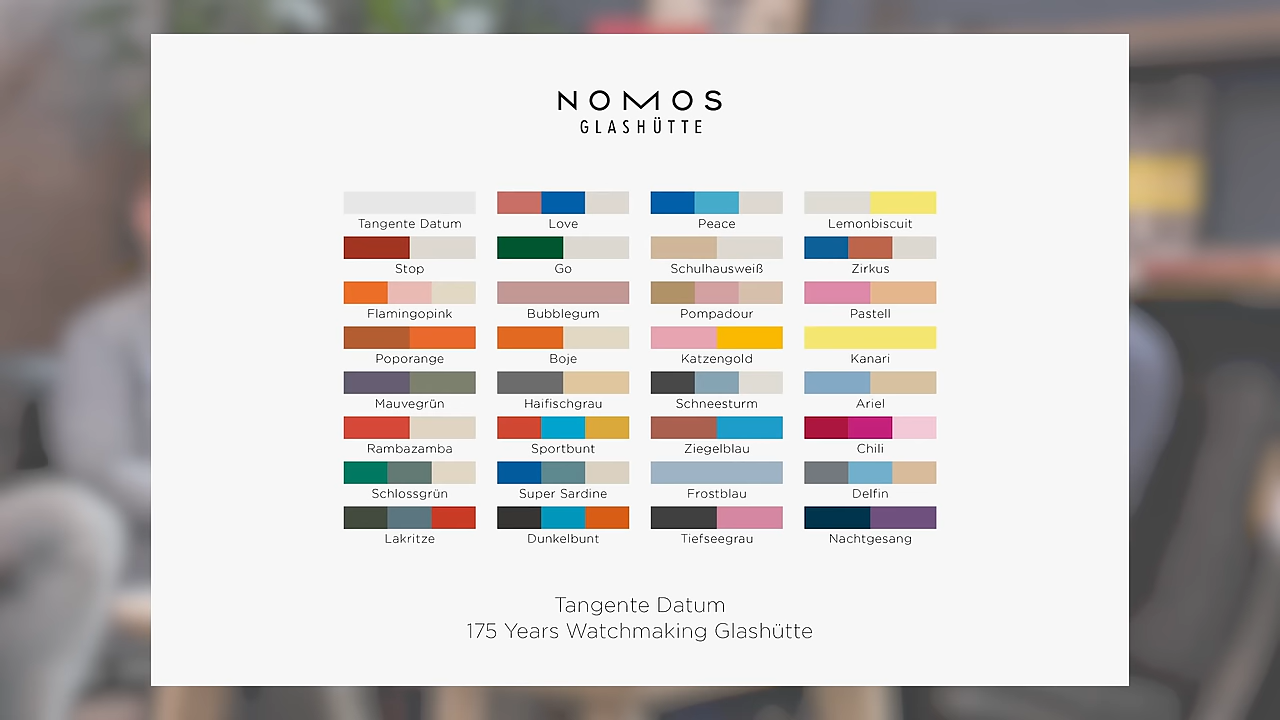 NOMOS
GLASHÜTTE
Tangente Datum
Love
Peace
Lemonbiscuit
Stop
Go
Schulhausweiß
Zirkus
Flamingopink
Bubblegum
Pompadour
Pastell
Poporange
Boje
Katzengold
Kanari
Mauvegrün
Haifischgrau
Schneesturm
Ariel
Rambazamba
Sportbunt
Ziegelblau
Chili
Schlossgrün
Super Sardine
Frostblau
Delfin
Lakritze
Dunkelbunt
Tiefseegrau
Nachtgesang
Tangente Datum
175 Years Watchmaking Glashütte